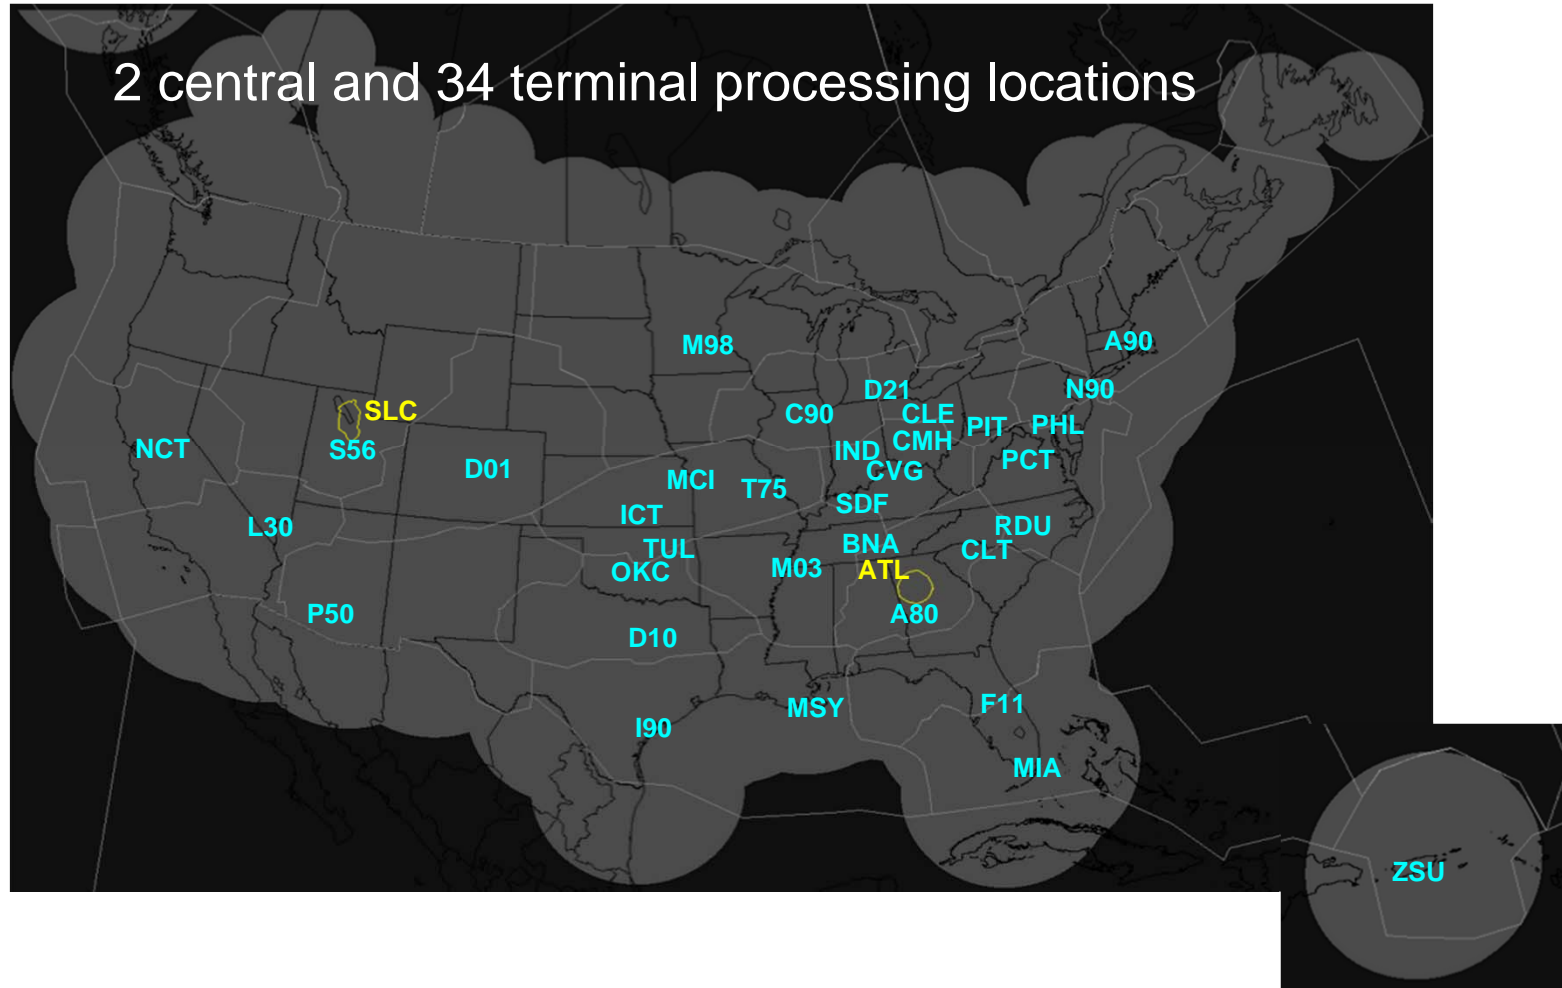 2 central and 34 terminal processing locations
M98
A90
D21
N90
SLC
C90
CLE
PIT
PHL
NCT
S56
IND
CMH
PCT
D01
CVG
MCI
T75
SDF
ICT
L30
RDU
TUL
BNA
CLT
OKC
M03
ATL
P50
A80
D10
MSY
F11
I90
MIA
ZSU